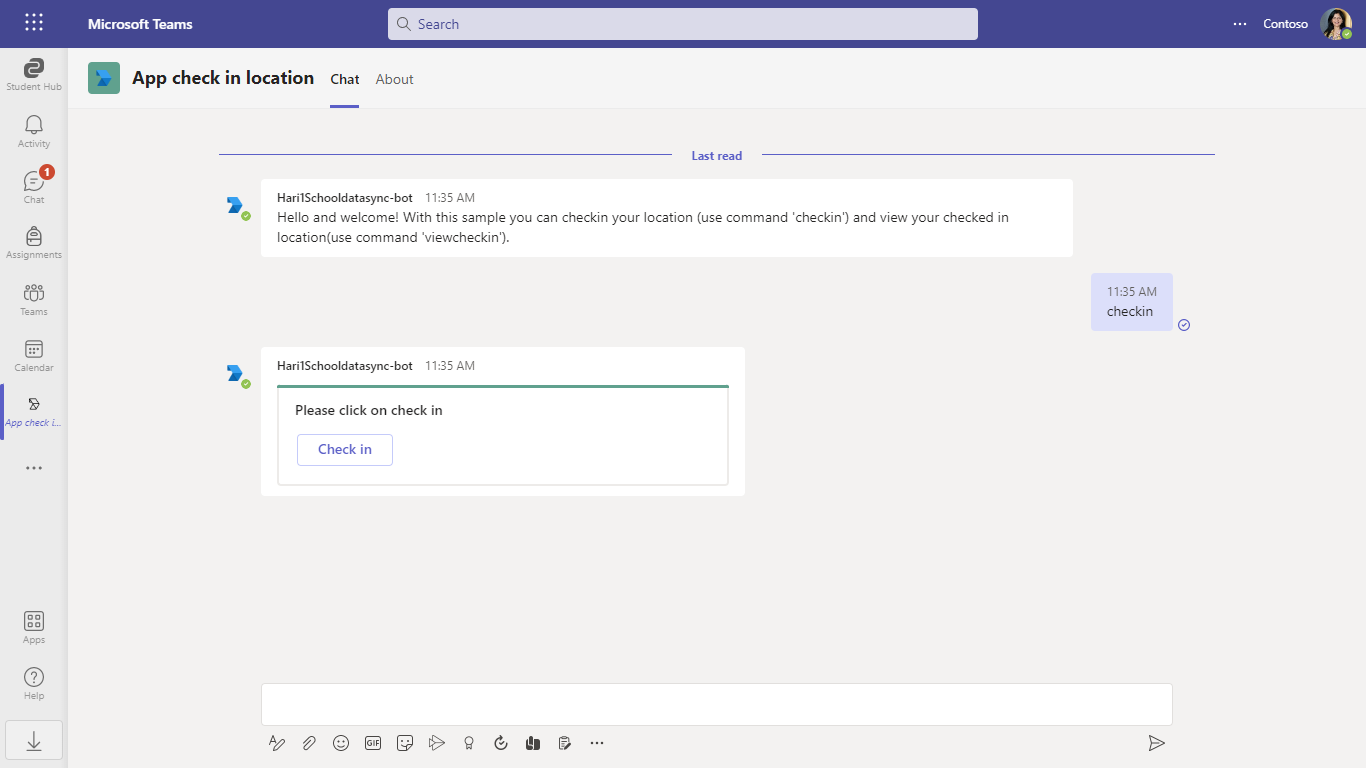 Microsoft Teams
Search
Contoso
Student Hub
Activity
1
Chat
Assignments
Teams
Calendar
App check i...
Apps
Help
App check in location
Chat
About
Last read
Hari1Schooldatasync-bot 11:35 AM
Hello and welcome! With this sample you can checkin your location (use command 'checkin') and view your checked in
location(use command 'viewcheckin').
11:35 AM
checkin
Hari1Schooldatasync-bot 11:35 AM
Please click on check in
Check in
GIF